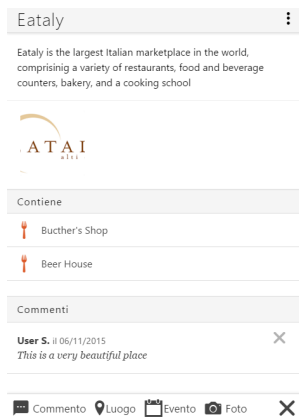 Eataly
Eataly is the largest Italian marketplace in the world,
comprisinig a variety of restaurants, food and beverage
counters, bakery, and a cooking school
ATAI
alti
Contiene
Bucther's Shop
Beer House
Commenti
User S. il 06/11/2015
This is a very beautiful place
Commento Luogo Evento Foto